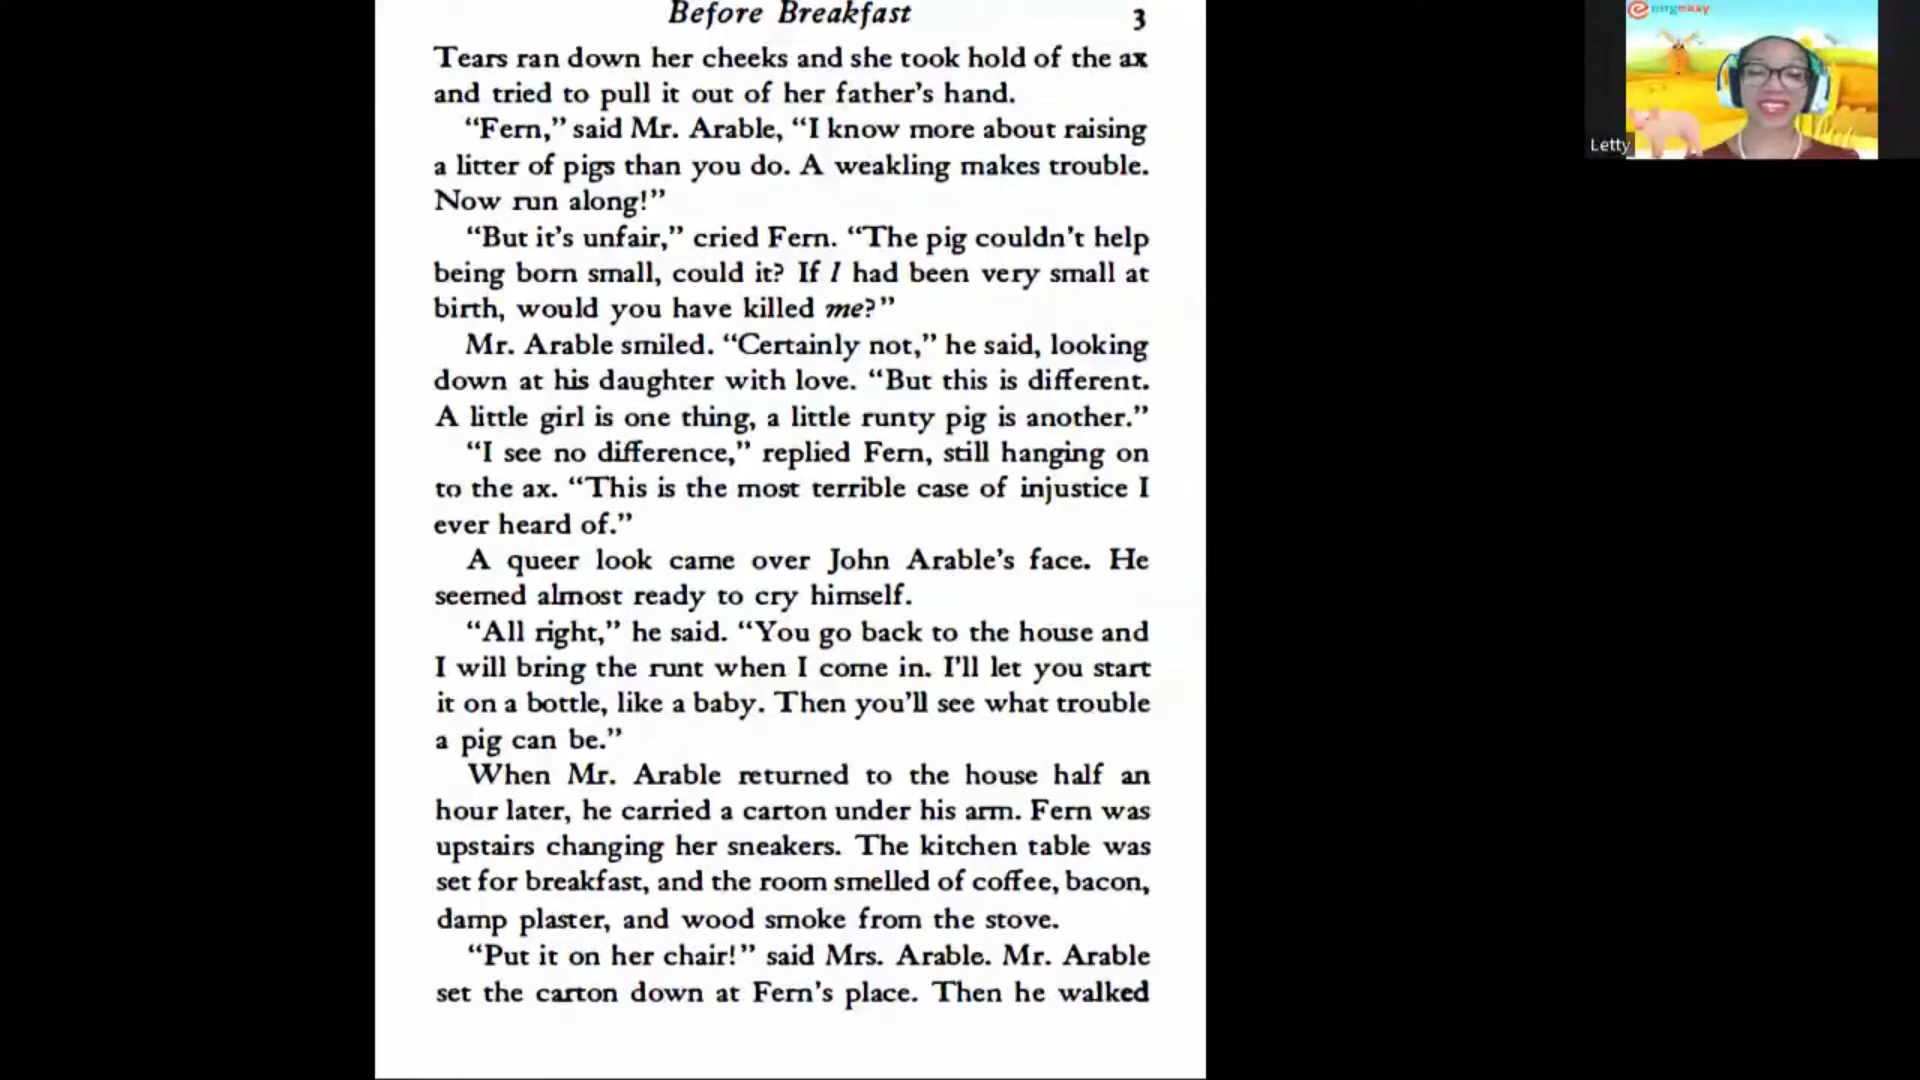 Before Breakfast 3
Tears ran down her cheeks and she took hold of the ax
and tried to pull it out of her father's hand.
“Fern,” said Mr. Arable, “I know more about raising
a litter of pigs than you do. A weakling makes trouble.
Now run along!”
“But it's unfair,” cried Fern. “The pig couldn't help
being born small, could it? If I had been very small at
birth, would you have killed me?”
Mr. Arable smiled. “Certainly not,” he said, looking
down at his daughter with love. “But this is different.
A little girl is one thing, a little runty pig is another.”
“I see no difference,” replied Fern, still hanging on
to the ax. “This is the most terrible case of injustice I
ever heard of.”
A queer look came over John Arable's face. He
seemed almost ready to cry himself.
“All right,” he said. “You go back to the house and
I will bring the runt when I come in. I'll let you start
it on a bottle, like a baby. Then you'll see what trouble
a pig can be.”
When Mr. Arable returned to the house half an
hour later, he carried a carton under his arm. Fern was
upstairs changing her sneakers. The kitchen table was
set for breakfast, and the room smelled of coffee, bacon,
damp plaster, and wood smoke from the stove.
“Put it on her chair!” said Mrs. Arable. Mr. Arable
set the carton down at Fern's place. Then he walked
engeasy
Letty